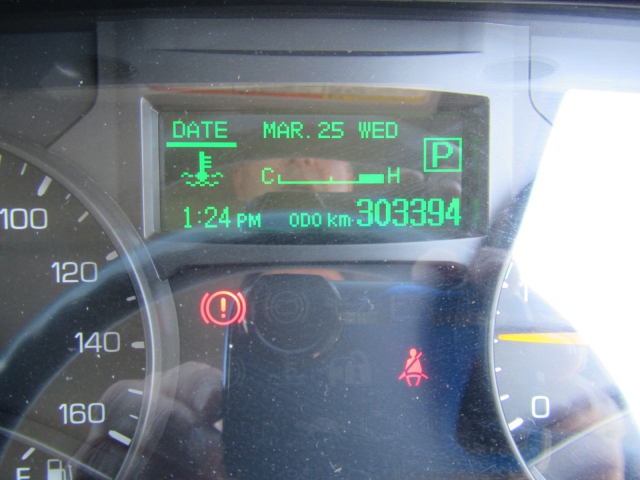 DATE MAR. 25 WED
P
C H
1:24 PM ODO km 303394
100
120
140
160
E
0